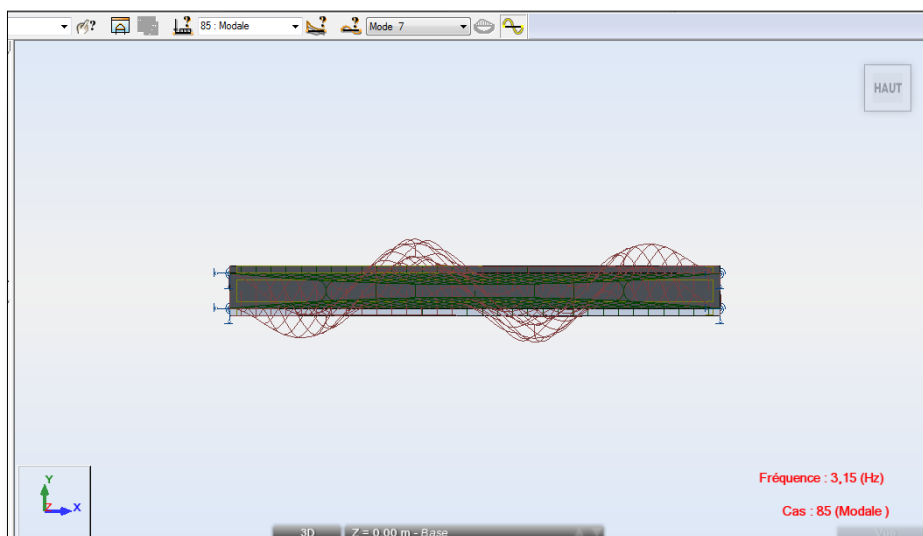 85 : Modale
Mode 7
HAUT
Y
Z
X
Fréquence : 3,15 (Hz)
Cas : 85 (Modale )
3D
Z = 0,00 m - Base